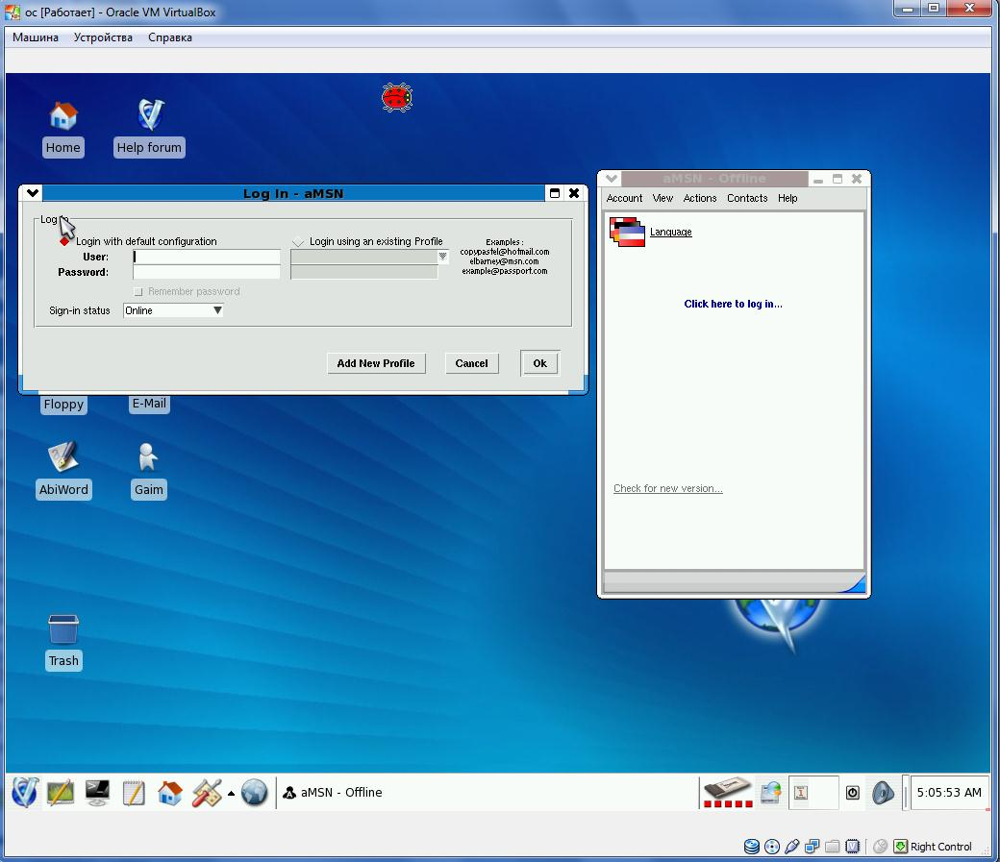 ос [Работает] - Oracle VM VirtualBox
Машина Устройства Справка
Home Help forum
Log In - aMSN
aMSN - Offline
Account View Actions Contacts Help
Language
Login with default configuration Login using an existing Profile
User:
Password:
Examples :
copypastel@hotmail.com
elbarney@msn.com
example@passport.com
Remember password
Sign-in status Online
Add New Profile Cancel Ok
Click here to log in...
Floppy E-Mail
AbiWord Gaim
Check for new version...
Trash
aMSN - Offline
5:05:53 AM
Right Control